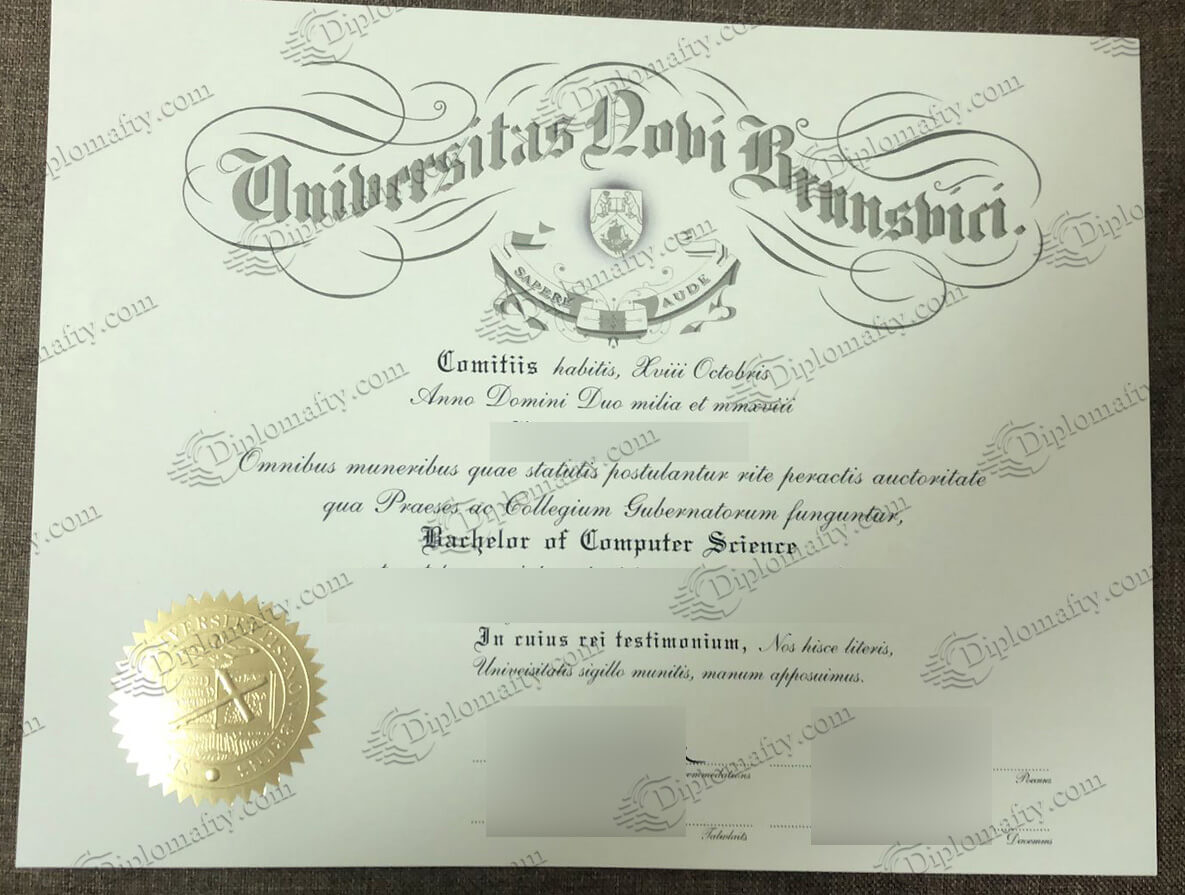 Universitas Novi Brunsvici.
SAPERE AUDE
Comitiis habitis, Xviii Octobris
Anno Domini Duo milia et mmxviii
Omnibus muneribus quae statutis postulantur rite peractis auctoritate
qua Praeses ac Collegium Gubernatorum funguntur,
Bachelor of Computer Science
In cuius rei testimonium, Nos hisce literis,
Univeisitatis sigillo munitis, manum apposuimus.
Diplomafty.com